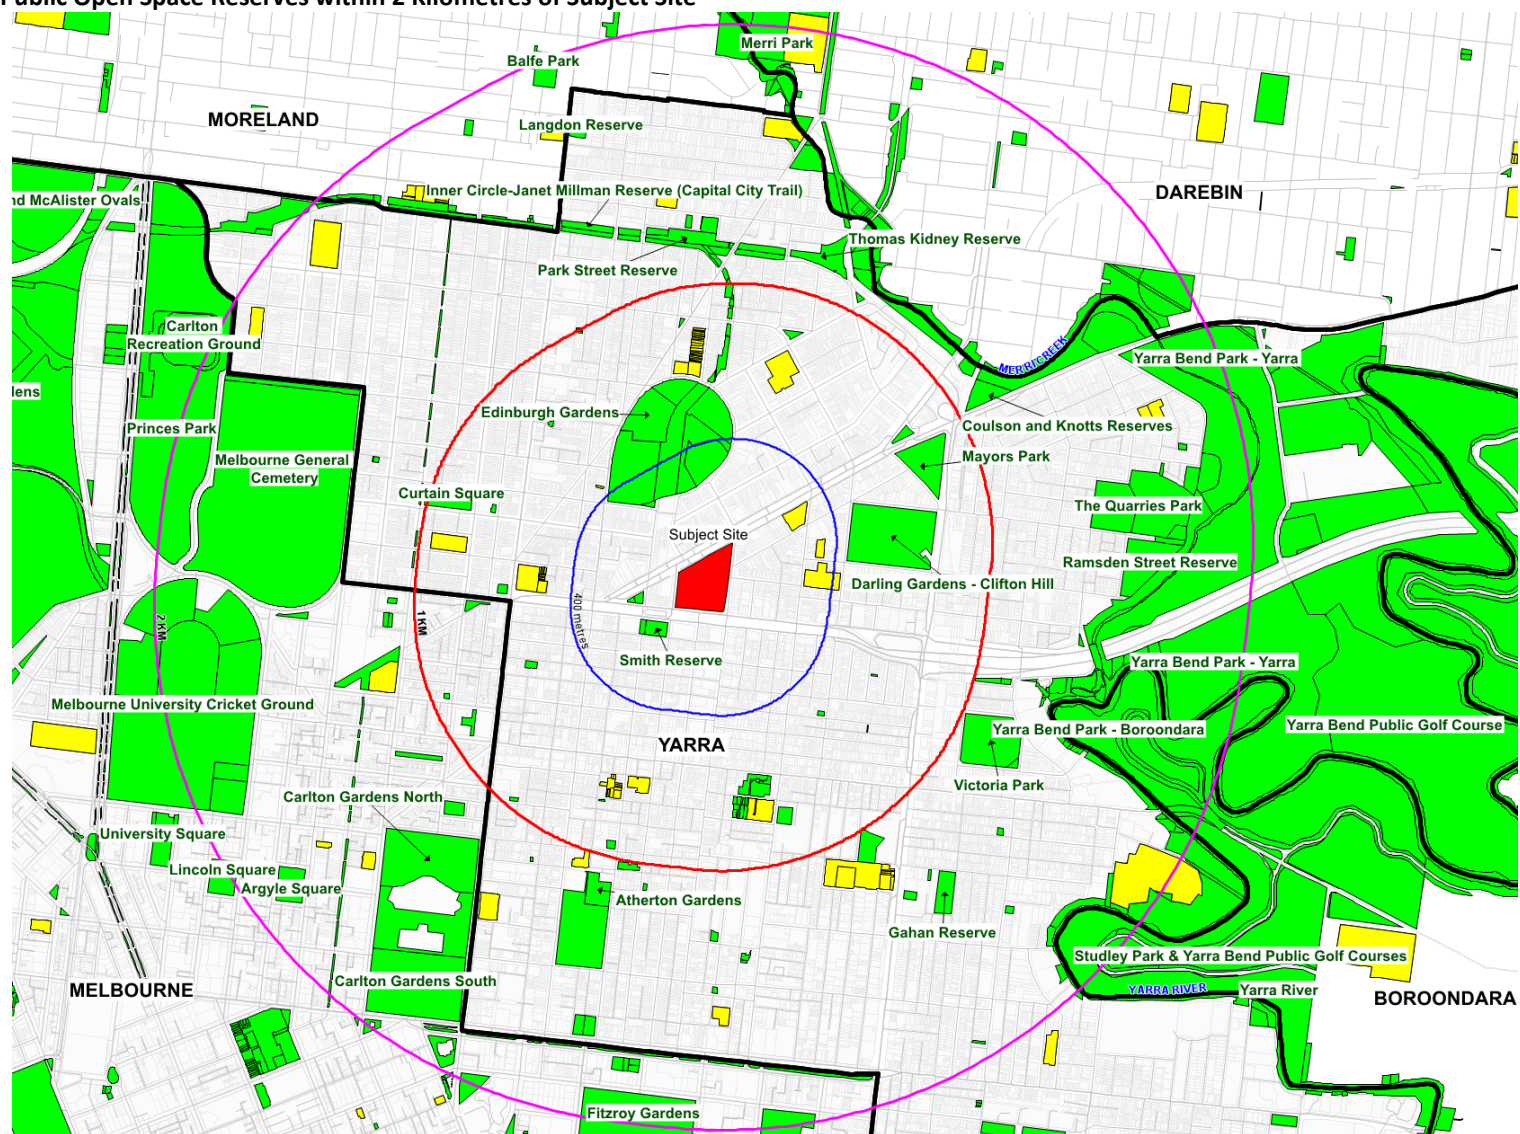 Public Open Space Reserves within 2 Kilometres of Subject Site
Merri Park
Balfe Park
MORELAND
Langdon Reserve
Inner Circle-Janet Millman Reserve (Capital City Trail)
DAREBIN
nd McAlister Ovals
Thomas Kidney Reserve
Park Street Reserve
Carlton
Recreation Ground
MERRI CREEK
Yarra Bend Park - Yarra
lens
Edinburgh Gardens
Princes Park
Coulson and Knotts Reserves
Melbourne General
Cemetery
Mayors Park
Curtain Square
The Quarries Park
Subject Site
Ramsden Street Reserve
Darling Gardens - Clifton Hill
400 metres
1 KM
2 KM
Smith Reserve
Yarra Bend Park - Yarra
Melbourne University Cricket Ground
Yarra Bend Park - Boroondara
Yarra Bend Public Golf Course
YARRA
Victoria Park
Carlton Gardens North
University Square
Lincoln Square
Argyle Square
Atherton Gardens
Gahan Reserve
Studley Park & Yarra Bend Public Golf Courses
Carlton Gardens South
MELBOURNE
YARRA RIVER
Yarra River
BOROONDARA
Fitzroy Gardens